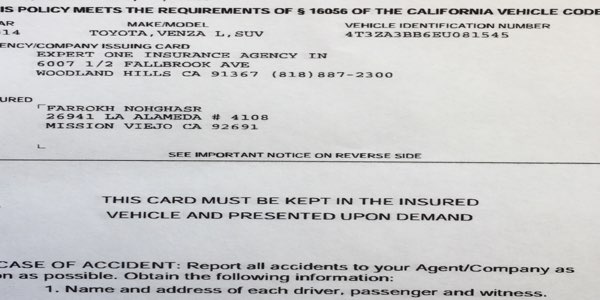 IS POLICY MEETS THE REQUIREMENTS OF § 16056 OF THE CALIFORNIA VEHICLE CODE
AR MAKE/MODEL VEHICLE IDENTIFICATION NUMBER
14 TOYOTA,VENZA L,SUV 4T3ZA3BB6EU081545
ENCY/COMPANY ISSUING CARD
EXPERT ONE INSURANCE AGENCY IN
6007 1/2 FALLBROOK AVE
WOODLAND HILLS CA 91367 (818)887-2300
URED
FARROKH NOHGHASR
26941 LA ALAMEDA # 4108
MISSION VIEJO CA 92691
SEE IMPORTANT NOTICE ON REVERSE SIDE
THIS CARD MUST BE KEPT IN THE INSURED
VEHICLE AND PRESENTED UPON DEMAND
CASE OF ACCIDENT: Report all accidents to your Agent/Company as
on as possible. Obtain the following information:
1. Name and address of each driver, passenger and witness.